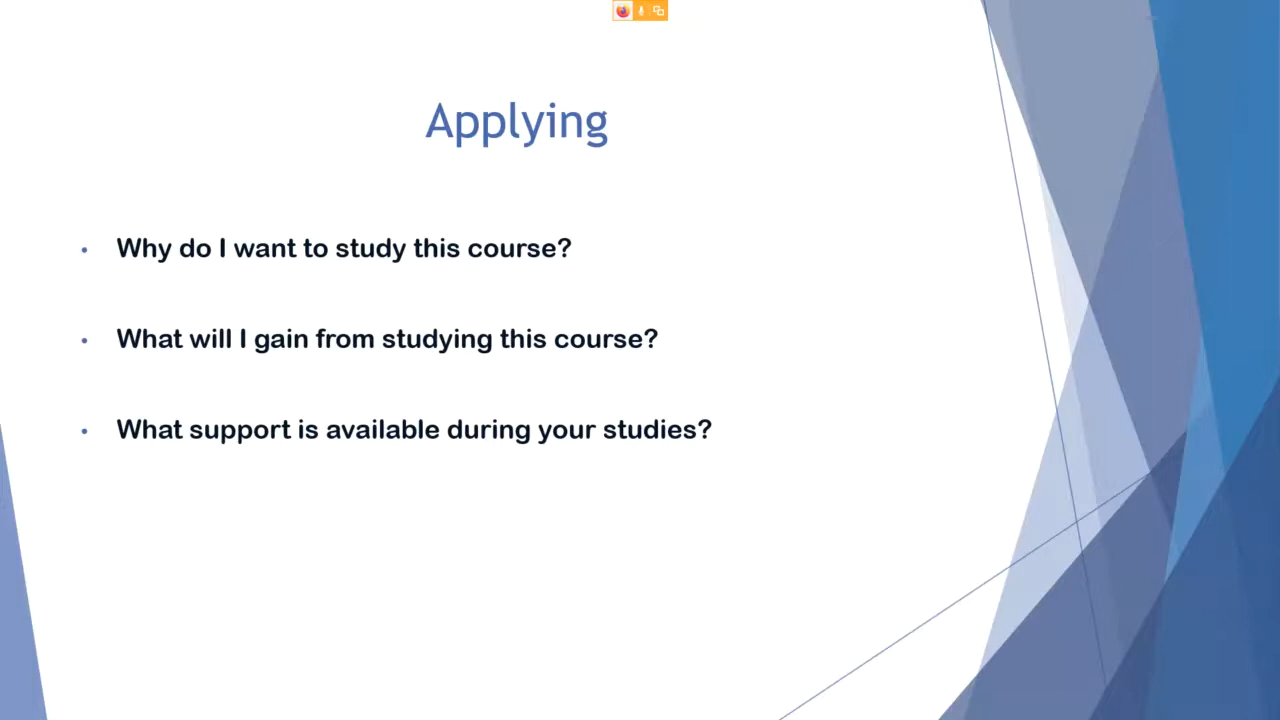 Applying
• Why do I want to study this course?
• What will I gain from studying this course?
• What support is available during your studies?